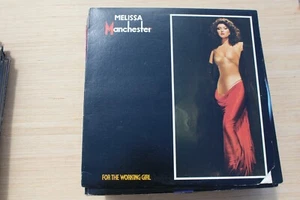 MELISSA
Manchester
FOR THE WORKING GIRL